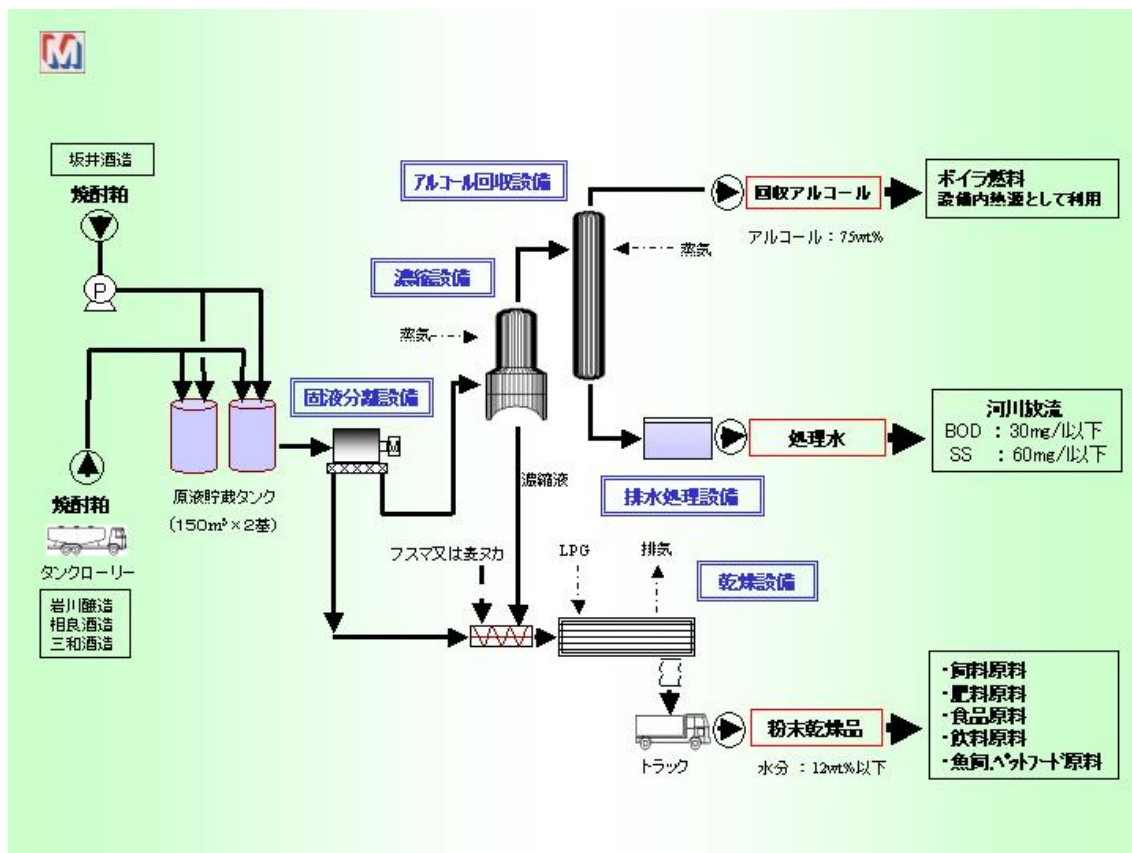 M
坂井酒造
焼酎粕
P
焼酎粕
タンクローリー
岩川醸造
相良酒造
三和酒造
原液貯蔵タンク
(150m³×2基)
固液分離設備
M
濃縮設備
蒸気
アルコール回収設備
蒸気
濃縮液
フスマ又は麦ヌカ
LPG
排気
乾燥設備
排水処理設備
回収アルコール
アルコール:75wt%
ボイラ燃料
設備内熱源として利用
処理水
河川放流
BOD :30mg/l以下
SS :60mg/l以下
トラック
粉末乾燥品
水分 :12wt%以下
・飼料原料
・肥料原料
・食品原料
・飲料原料
・魚飼,ペットフード原料